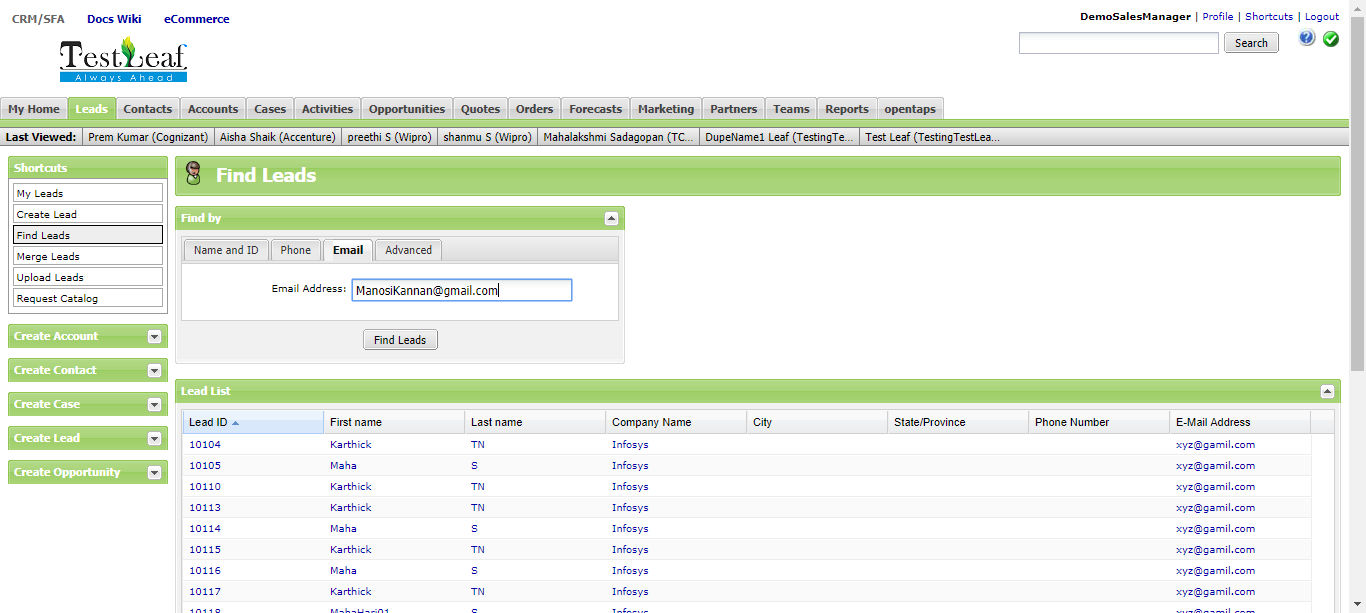 CRM/SFA Docs Wiki eCommerce
DemoSalesManager | Profile | Shortcuts | Logout
TestLeaf
Always Ahead
Search
My Home Leads Contacts Accounts Cases Activities Opportunities Quotes Orders Forecasts Marketing Partners Teams Reports opentaps
Last Viewed: Prem Kumar (Cognizant) Aisha Shaik (Accenture) preethi S (Wipro) shanmu S (Wipro) Mahalakshmi Sadagopan (TC... DupeName1 Leaf (TestingTe... Test Leaf (TestingTestLea...
Shortcuts
My Leads
Create Lead
Find Leads
Merge Leads
Upload Leads
Request Catalog
Create Account
Create Contact
Create Case
Create Lead
Create Opportunity
Find Leads
Find by
Name and ID Phone Email Advanced
Email Address: ManosiKannan@gmail.com
Find Leads
Lead List
Lead ID First name Last name Company Name City State/Province Phone Number E-Mail Address
10104 Karthick TN Infosys xyz@gamil.com
10105 Maha S Infosys xyz@gamil.com
10110 Karthick TN Infosys xyz@gamil.com
10113 Karthick TN Infosys xyz@gamil.com
10114 Maha S Infosys xyz@gamil.com
10115 Karthick TN Infosys xyz@gamil.com
10116 Maha S Infosys xyz@gamil.com
10117 Karthick TN Infosys xyz@gamil.com
10118 MahaHari01 S Infosys xyz@gamil.com